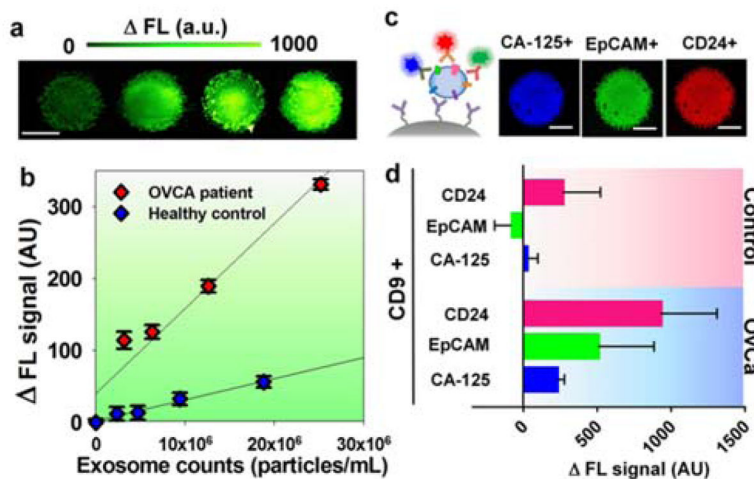 a
Δ FL (a.u.)
0
1000
b
OVCA patient
Healthy control
300
200
100
0
Δ FL signal (AU)
0
10x10⁶
20x10⁶
30x10⁶
Exosome counts (particles/mL)
c
CA-125+
EpCAM+
CD24+
d
CD9 +
CD24
EpCAM
CA-125
Control
CD24
EpCAM
CA-125
OVCa
0
500
1000
1500
Δ FL signal (AU)